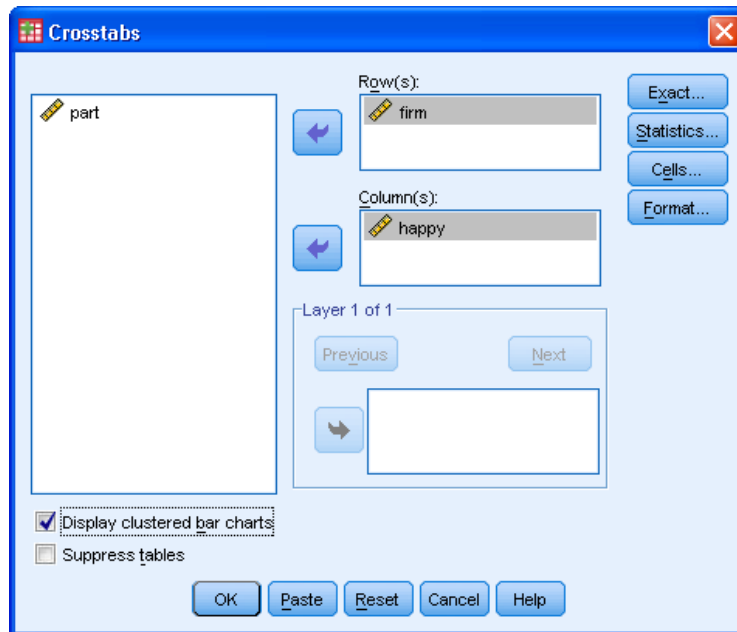 Crosstabs
part
Row(s):
firm
Column(s):
happy
Layer 1 of 1
Previous
Next
Exact...
Statistics...
Cells...
Format...
Display clustered bar charts
Suppress tables
OK
Paste
Reset
Cancel
Help